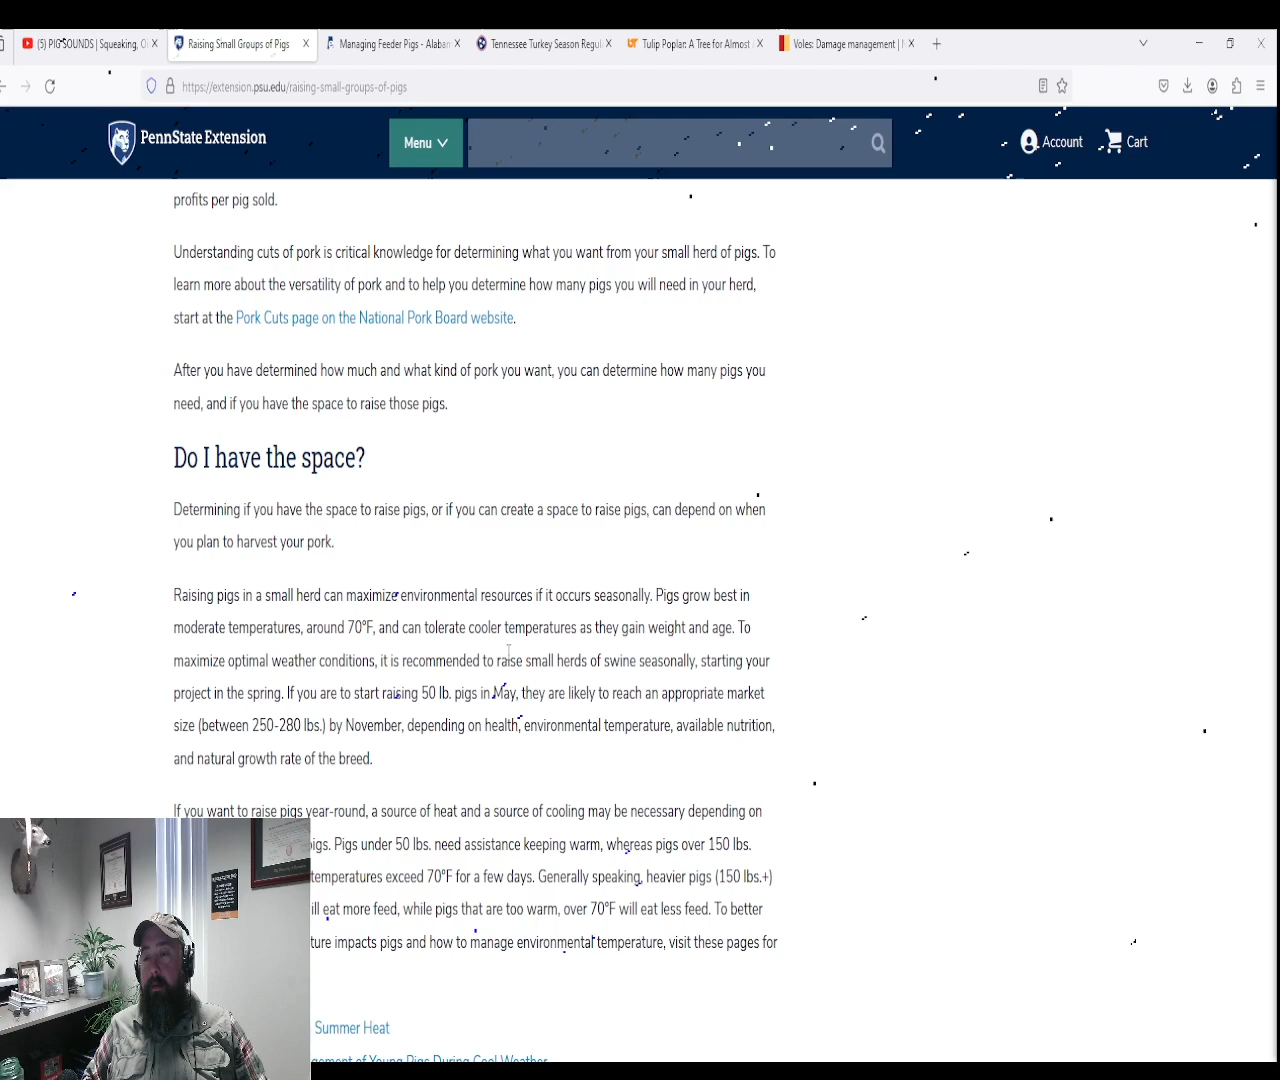 (5) PIG SOUNDS | Squeaking, O
Raising Small Groups of Pigs
Managing Feeder Pigs - Alabam
Tennessee Turkey Season Regul
Tulip Poplar: A Tree for Almost
Voles: Damage management |
https://extension.psu.edu/raising-small-groups-of-pigs
PennState Extension
Menu
Account
Cart
profits per pig sold.
Understanding cuts of pork is critical knowledge for determining what you want from your small herd of pigs. To
learn more about the versatility of pork and to help you determine how many pigs you will need in your herd,
start at the Pork Cuts page on the National Pork Board website.
After you have determined how much and what kind of pork you want, you can determine how many pigs you
need, and if you have the space to raise those pigs.
Do I have the space?
Determining if you have the space to raise pigs, or if you can create a space to raise pigs, can depend on when
you plan to harvest your pork.
Raising pigs in a small herd can maximize environmental resources if it occurs seasonally. Pigs grow best in
moderate temperatures, around 70°F, and can tolerate cooler temperatures as they gain weight and age. To
maximize optimal weather conditions, it is recommended to raise small herds of swine seasonally, starting your
project in the spring. If you are to start raising 50 lb. pigs in May, they are likely to reach an appropriate market
size (between 250-280 lbs.) by November, depending on health, environmental temperature, available nutrition,
and natural growth rate of the breed.
If you want to raise pigs year-round, a source of heat and a source of cooling may be necessary depending on
igs. Pigs under 50 lbs. need assistance keeping warm, whereas pigs over 150 lbs.
temperatures exceed 70°F for a few days. Generally speaking, heavier pigs (150 lbs.+)
ill eat more feed, while pigs that are too warm, over 70°F will eat less feed. To better
ture impacts pigs and how to manage environmental temperature, visit these pages for
Summer Heat
gement of Young Pigs During Cool Weather